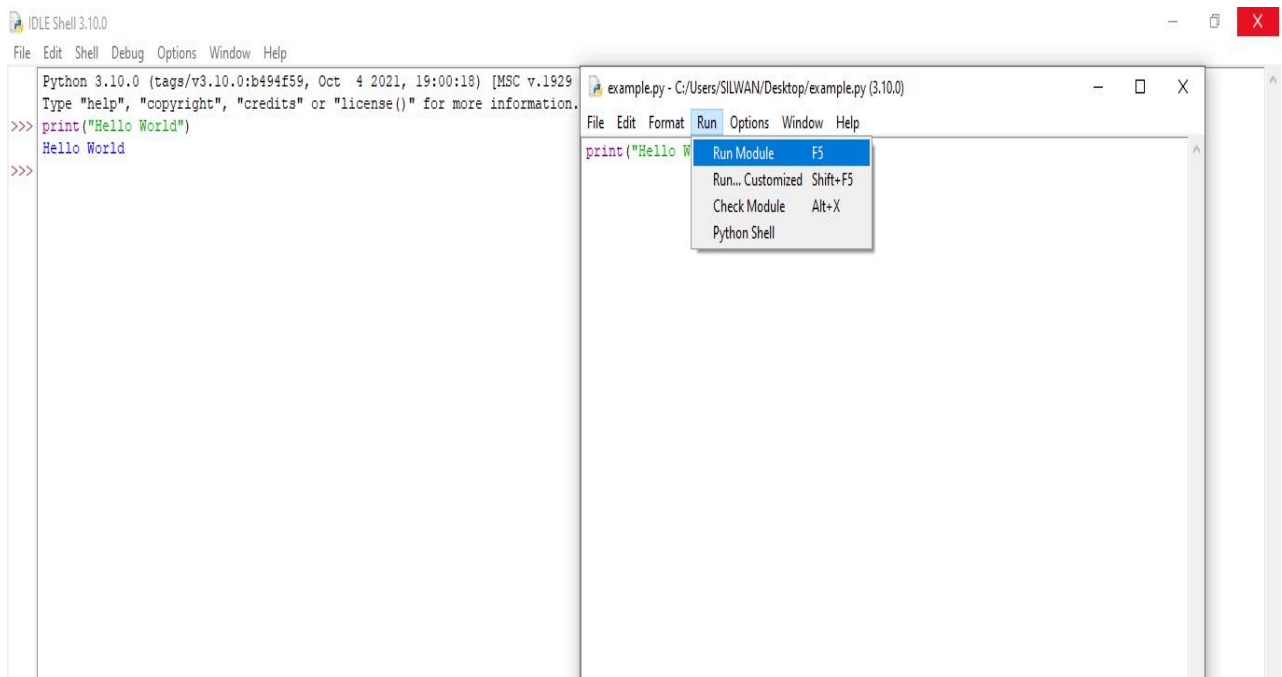 IDLE Shell 3.10.0
File Edit Shell Debug Options Window Help
Python 3.10.0 (tags/v3.10.0:b494f59, Oct 4 2021, 19:00:18) [MSC v.1929
Type "help", "copyright", "credits" or "license()" for more information.
>>> print("Hello World")
Hello World
>>>
example.py - C:/Users/SILWAN/Desktop/example.py (3.10.0)
File Edit Format Run Options Window Help
print("Hello W
Run Module F5
Run... Customized Shift+F5
Check Module Alt+X
Python Shell